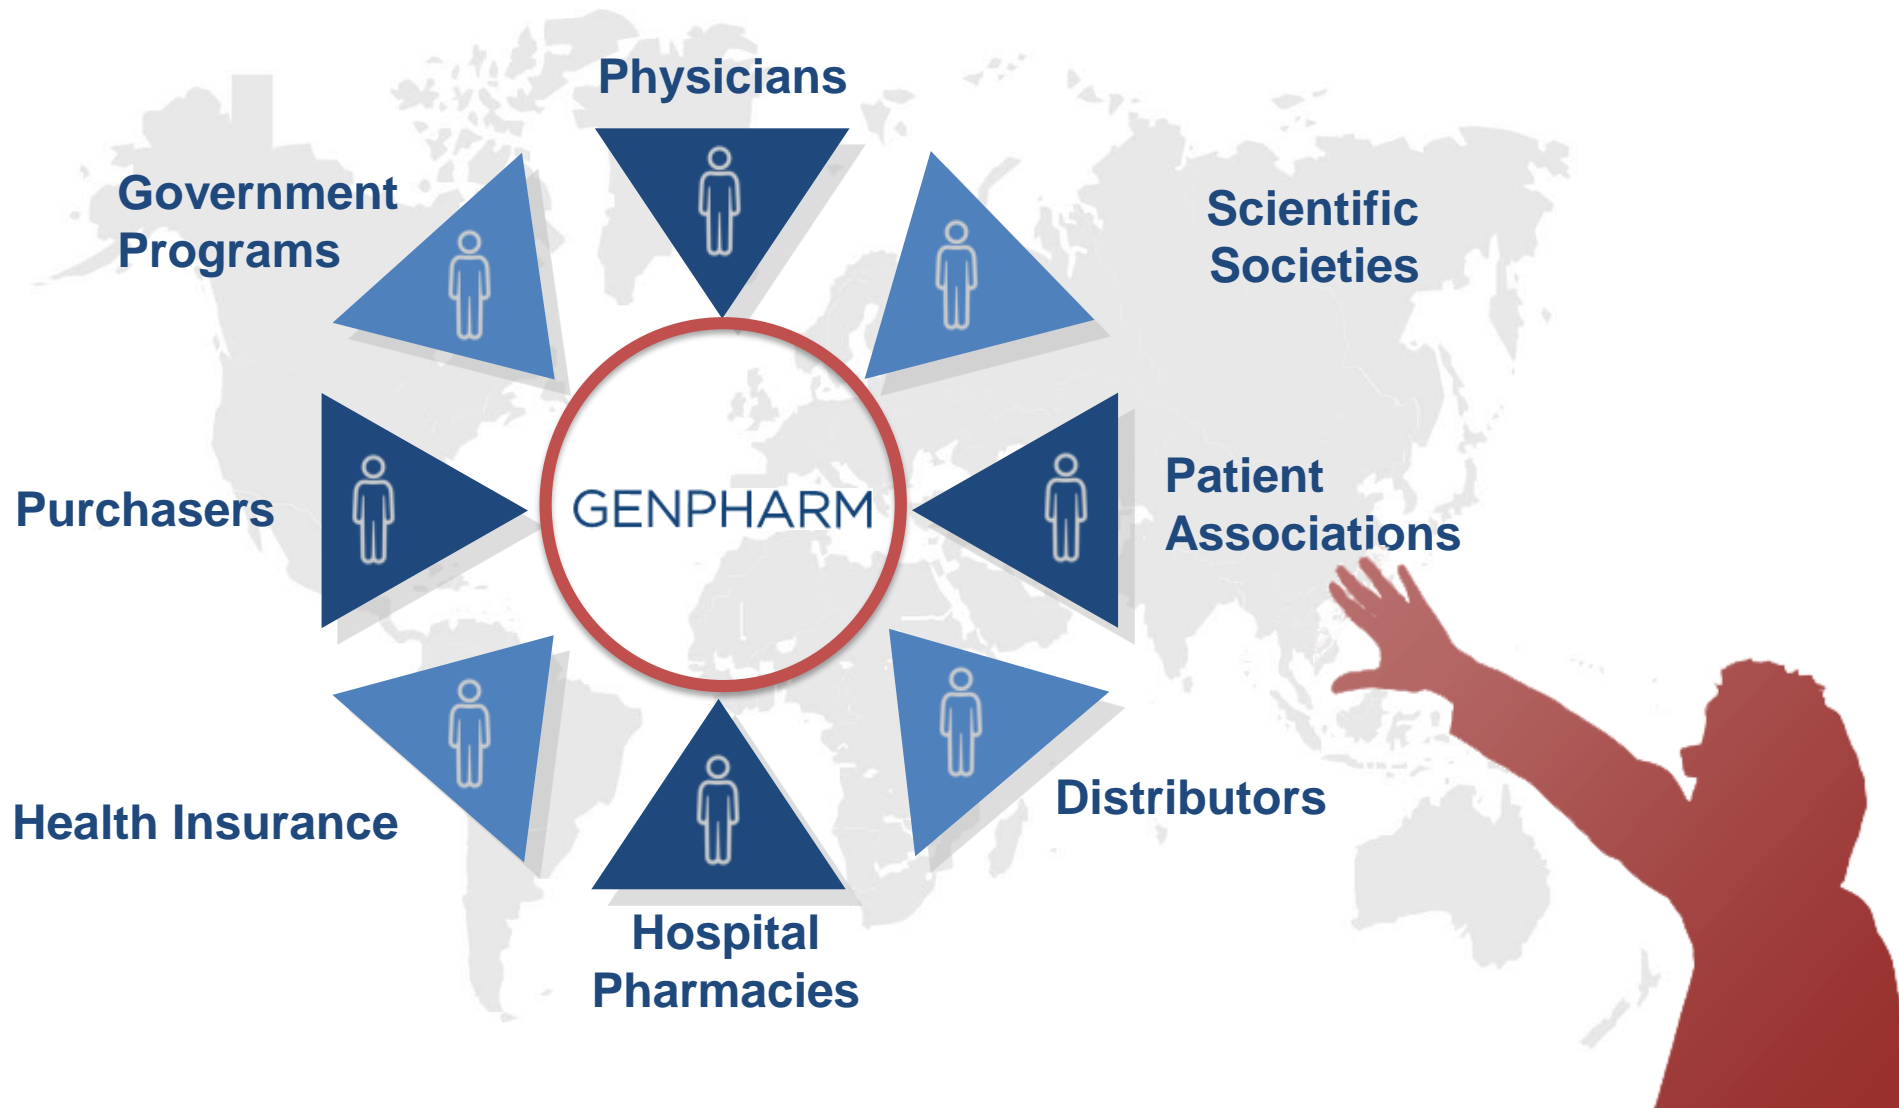 Physicians
Government
Programs
Scientific
Societies
Purchasers
GENPHARM
Patient
Associations
Health Insurance
Distributors
Hospital
Pharmacies